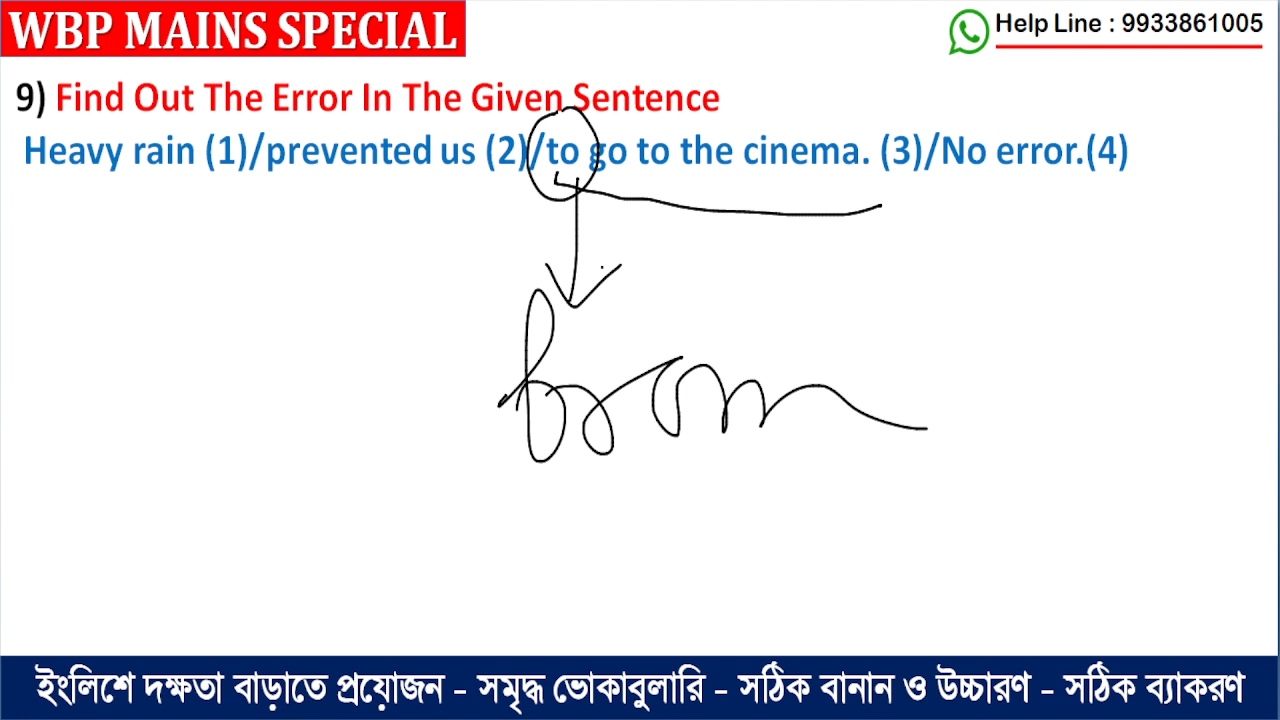 WBP MAINS SPECIAL
Help Line : 9933861005
9) Find Out The Error In The Given Sentence
Heavy rain (1)/prevented us (2)/to go to the cinema. (3)/No error.(4)
from
ইংলিশে দক্ষতা বাড়াতে প্রয়োজন - সমৃদ্ধ ভোকাবুলারি - সঠিক বানান ও উচ্চারণ - সঠিক ব্যাকরণ